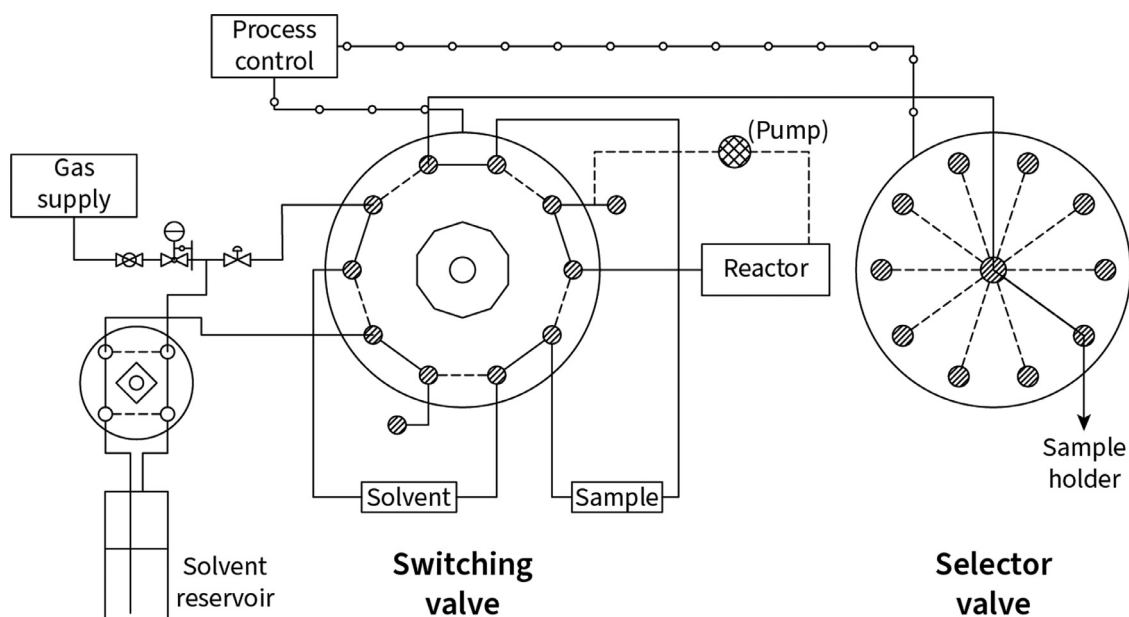 Process
control
(Pump)
Gas
supply
Reactor
Sample
holder
Solvent
Sample
Solvent
reservoir
Switching
valve
Selector
valve